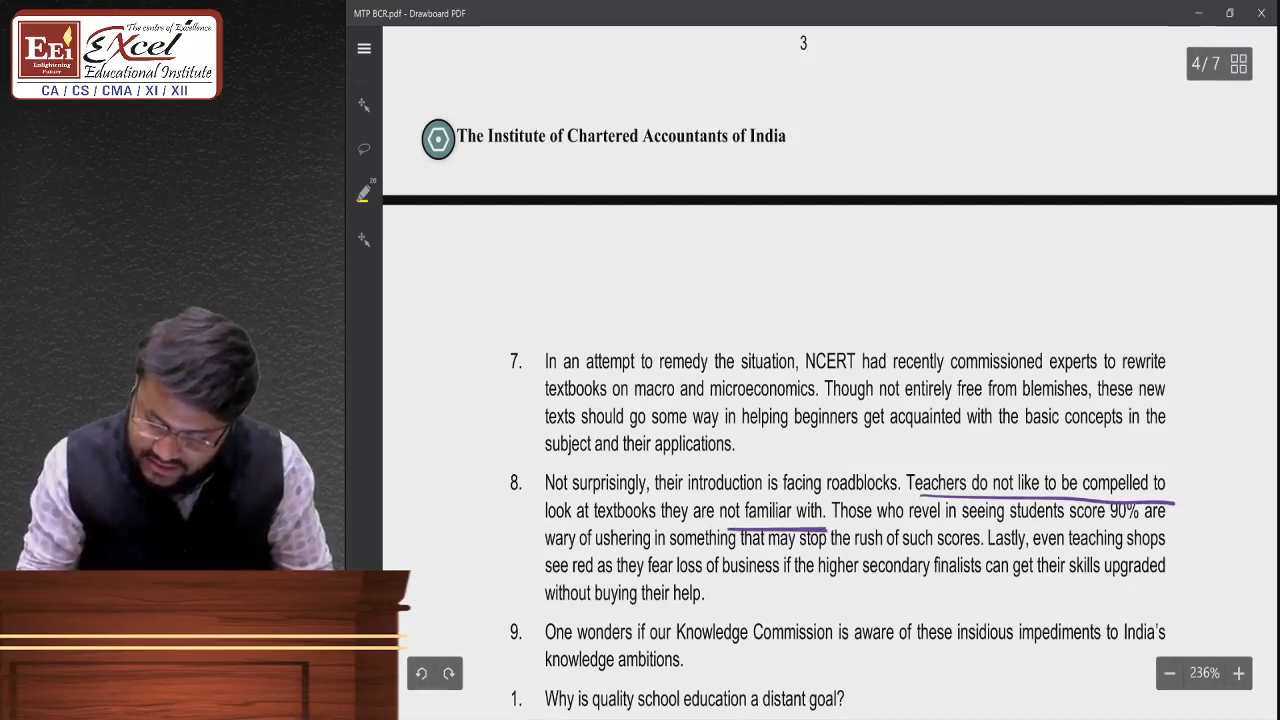 The centre of Excellence
EEi
Enlightening
Future
eXcel
Educational Institute
CA / CS / CMA / XI / XII
MTP BCR.pdf - Drawboard PDF
20
3
4 / 7
The Institute of Chartered Accountants of India
7. In an attempt to remedy the situation, NCERT had recently commissioned experts to rewrite
textbooks on macro and microeconomics. Though not entirely free from blemishes, these new
texts should go some way in helping beginners get acquainted with the basic concepts in the
subject and their applications.
8. Not surprisingly, their introduction is facing roadblocks. Teachers do not like to be compelled to
look at textbooks they are not familiar with. Those who revel in seeing students score 90% are
wary of ushering in something that may stop the rush of such scores. Lastly, even teaching shops
see red as they fear loss of business if the higher secondary finalists can get their skills upgraded
without buying their help.
9. One wonders if our Knowledge Commission is aware of these insidious impediments to India's
knowledge ambitions.
1. Why is quality school education a distant goal?
236%